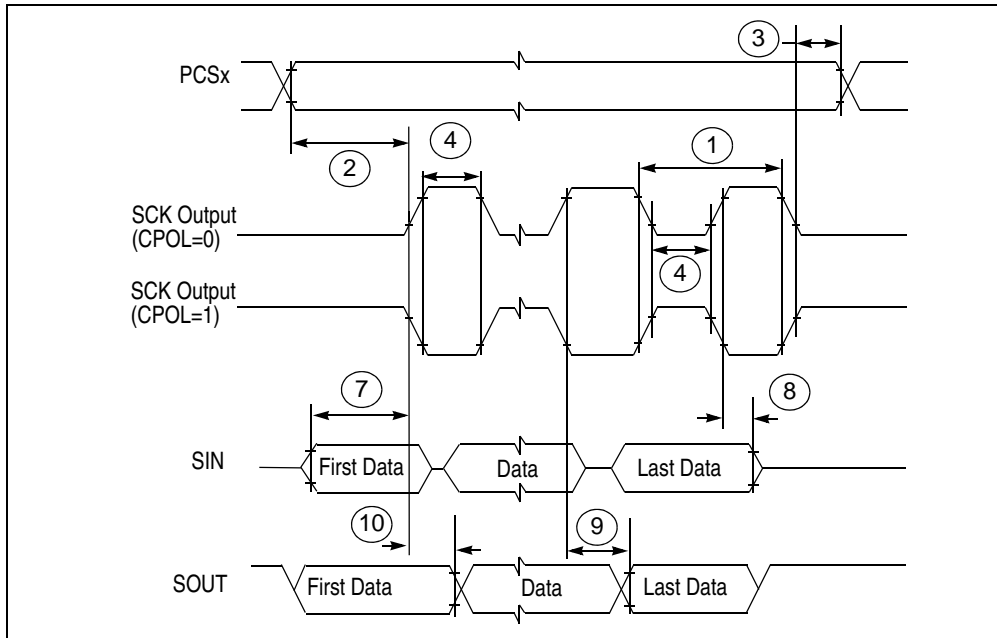 3
PCSx
2
4
1
SCK Output
(CPOL=0)
4
SCK Output
(CPOL=1)
7
8
SIN
First Data
Data
Last Data
10
9
SOUT
First Data
Data
Last Data